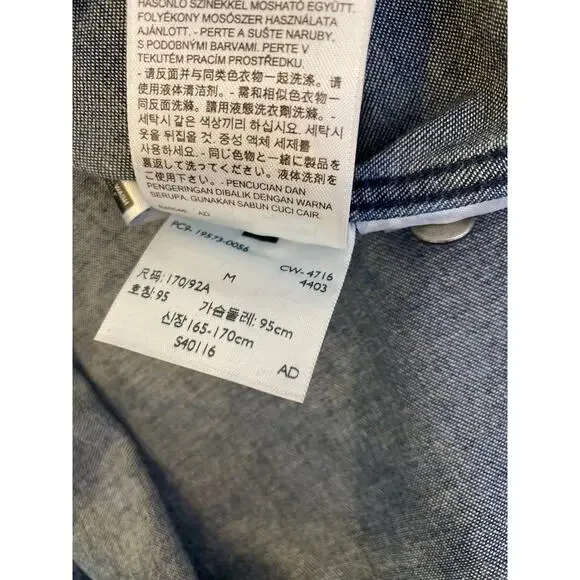 HASONLÓ SZÍNEKKEL MOSHATÓ EGYÜTT.
FOLYÉKONY MOSÓSZER HASZNÁLATA
AJÁNLOTT. - PERTE A SUŠTE NARUBY,
S PODOBNÝMI BARVAMI. PERTE V
TEKUTÉM PRACÍM PROSTŘEDKU.
- 请反面并与同类色衣物一起洗涤。请
使用液体清洁剂。- 需和相似色衣物一
同反面洗滌。請用液態洗衣劑洗滌。-
세탁시 같은 색상끼리 하십시요. 세탁시
옷을 뒤집을 것. 중성 액체 세제를
사용하세요. - 同じ色物と一緒に製品を
裏返して洗ってください。液体洗剤をご
使用下さい。- PENCUCIAN DAN
PENGERINGAN DIBALIK DENGAN WARNA
SERUPA. GUNAKAN SABUN CUCI CAIR.
AD
PC9-19573-0056 CW-4716
M 4403
尺码:170/92A
호칭:95 가슴둘레:95cm
신장 165-170cm
S40116
AD